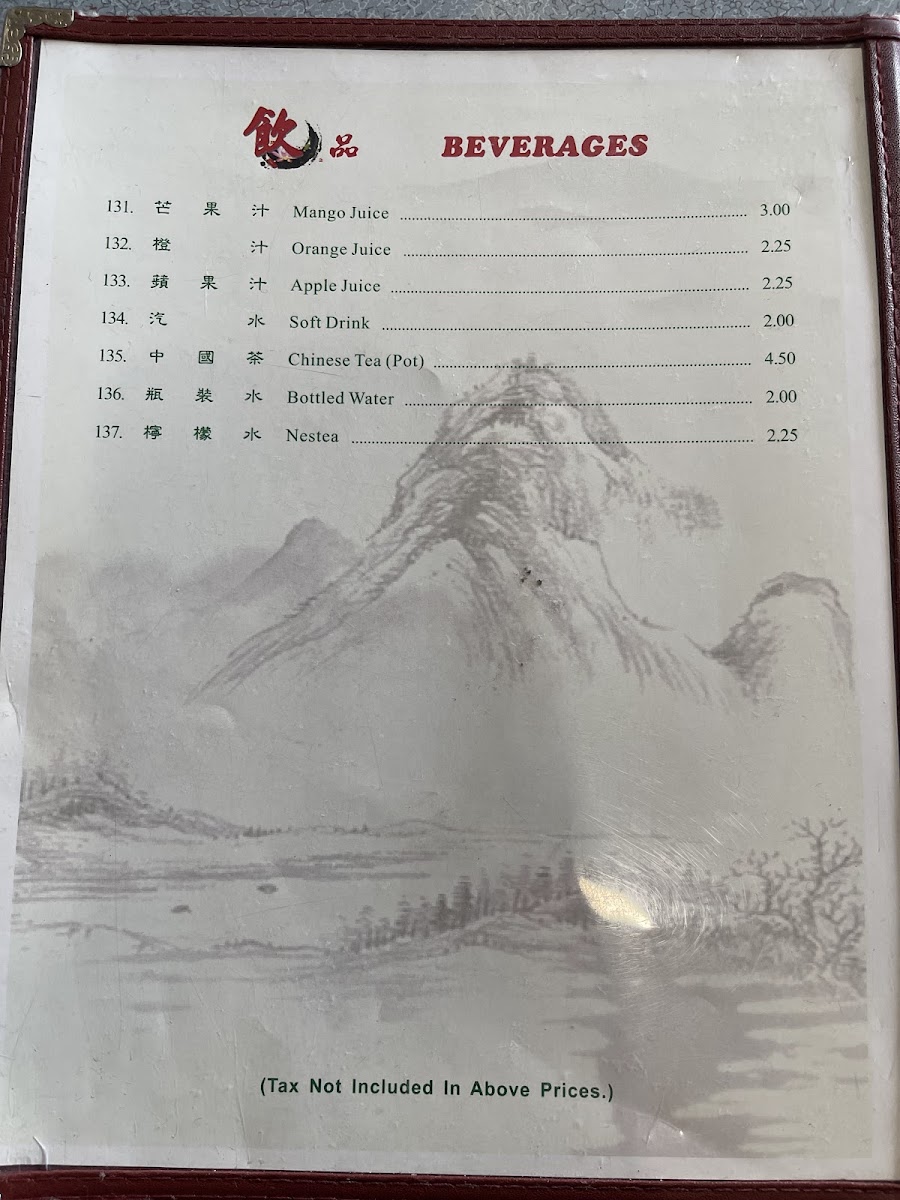 飲品 BEVERAGES
131. 芒果汁 Mango Juice 3.00
132. 橙汁 Orange Juice 2.25
133. 蘋果汁 Apple Juice 2.25
134. 汽水 Soft Drink 2.00
135. 中國茶 Chinese Tea (Pot) 4.50
136. 瓶裝水 Bottled Water 2.00
137. 檸檬水 Nestea 2.25
(Tax Not Included In Above Prices.)